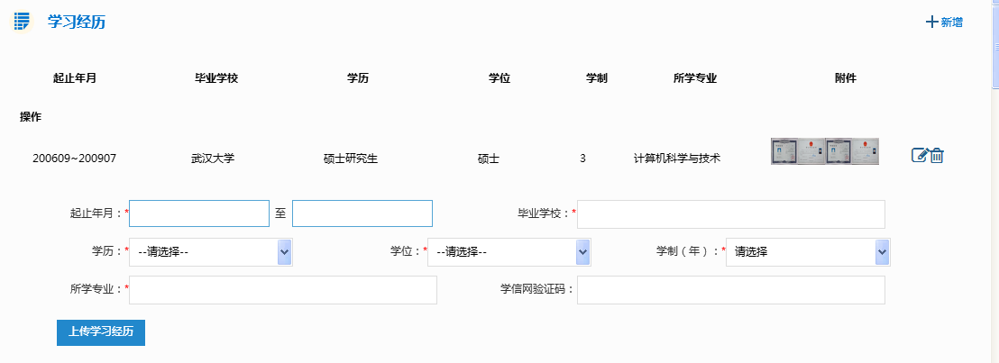 学习经历 新增
起止年月 毕业学校 学历 学位 学制 所学专业 附件
操作
200609~200907 武汉大学 硕士研究生 硕士 3 计算机科学与技术
起止年月：* 至 毕业学校：*
学历：* --请选择-- 学位：* --请选择-- 学制（年）：* 请选择
所学专业：* 学信网验证码：
上传学习经历